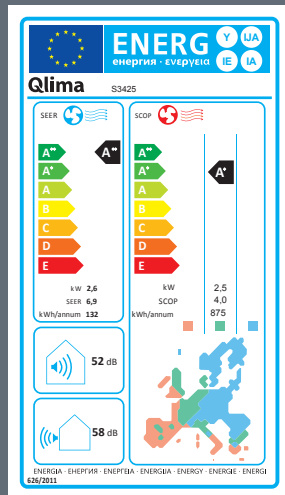 ENERG Y IJA
енергия · ενεργεια IE IA
Qlima S3425
SEER SCOP
A++ A++ A++
A+ A+ A+
A A
B B
C C
D D
E E
kW 2,6 kW 2,5
SEER 6,9 SCOP 4,0
kWh/annum 132 kWh/annum 875
52 dB
58 dB
ENERGIA · ЕНЕРГИЯ · ΕΝΕΡΓΕΙΑ · ENERGIJA · ENERGY · ENERGIE · ENERGI
626/2011